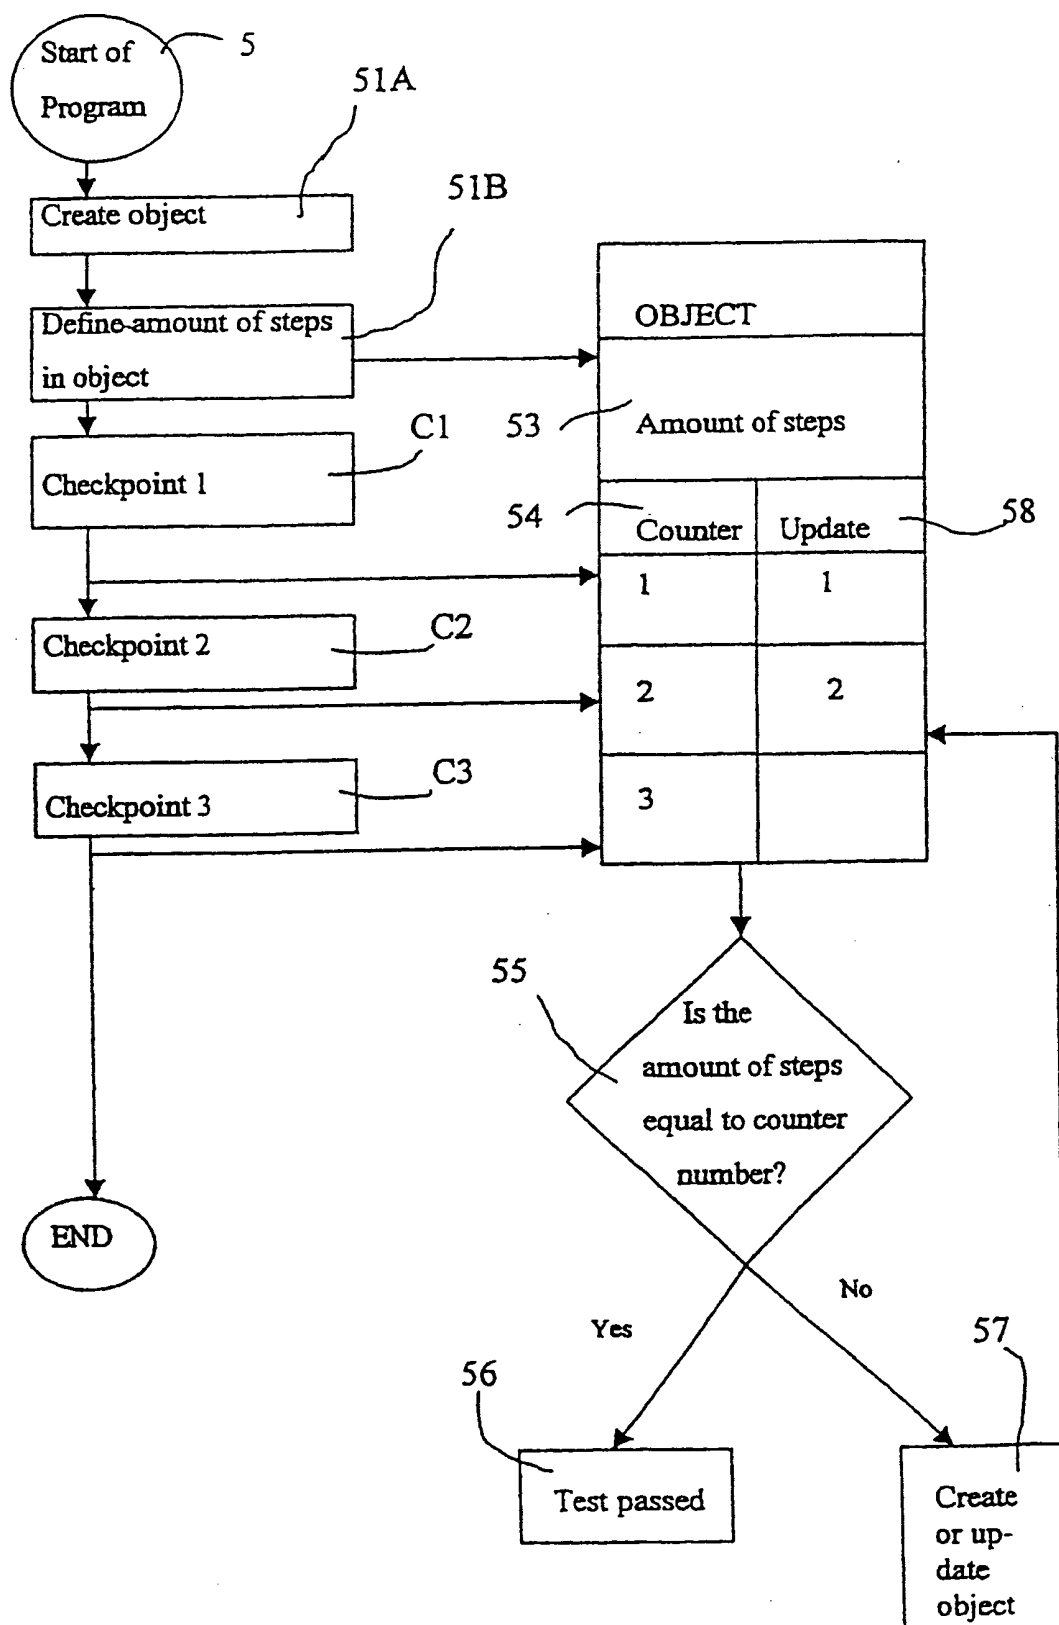 Start of
Program
5
51A
Create object
51B
Define-amount of steps
in object
OBJECT
53
Amount of steps
C1
Checkpoint 1
54
Counter
Update
58
1
1
C2
Checkpoint 2
2
2
C3
Checkpoint 3
3
55
Is the
amount of steps
equal to counter
number?
END
Yes
No
56
Test passed
57
Create
or up-
date
object